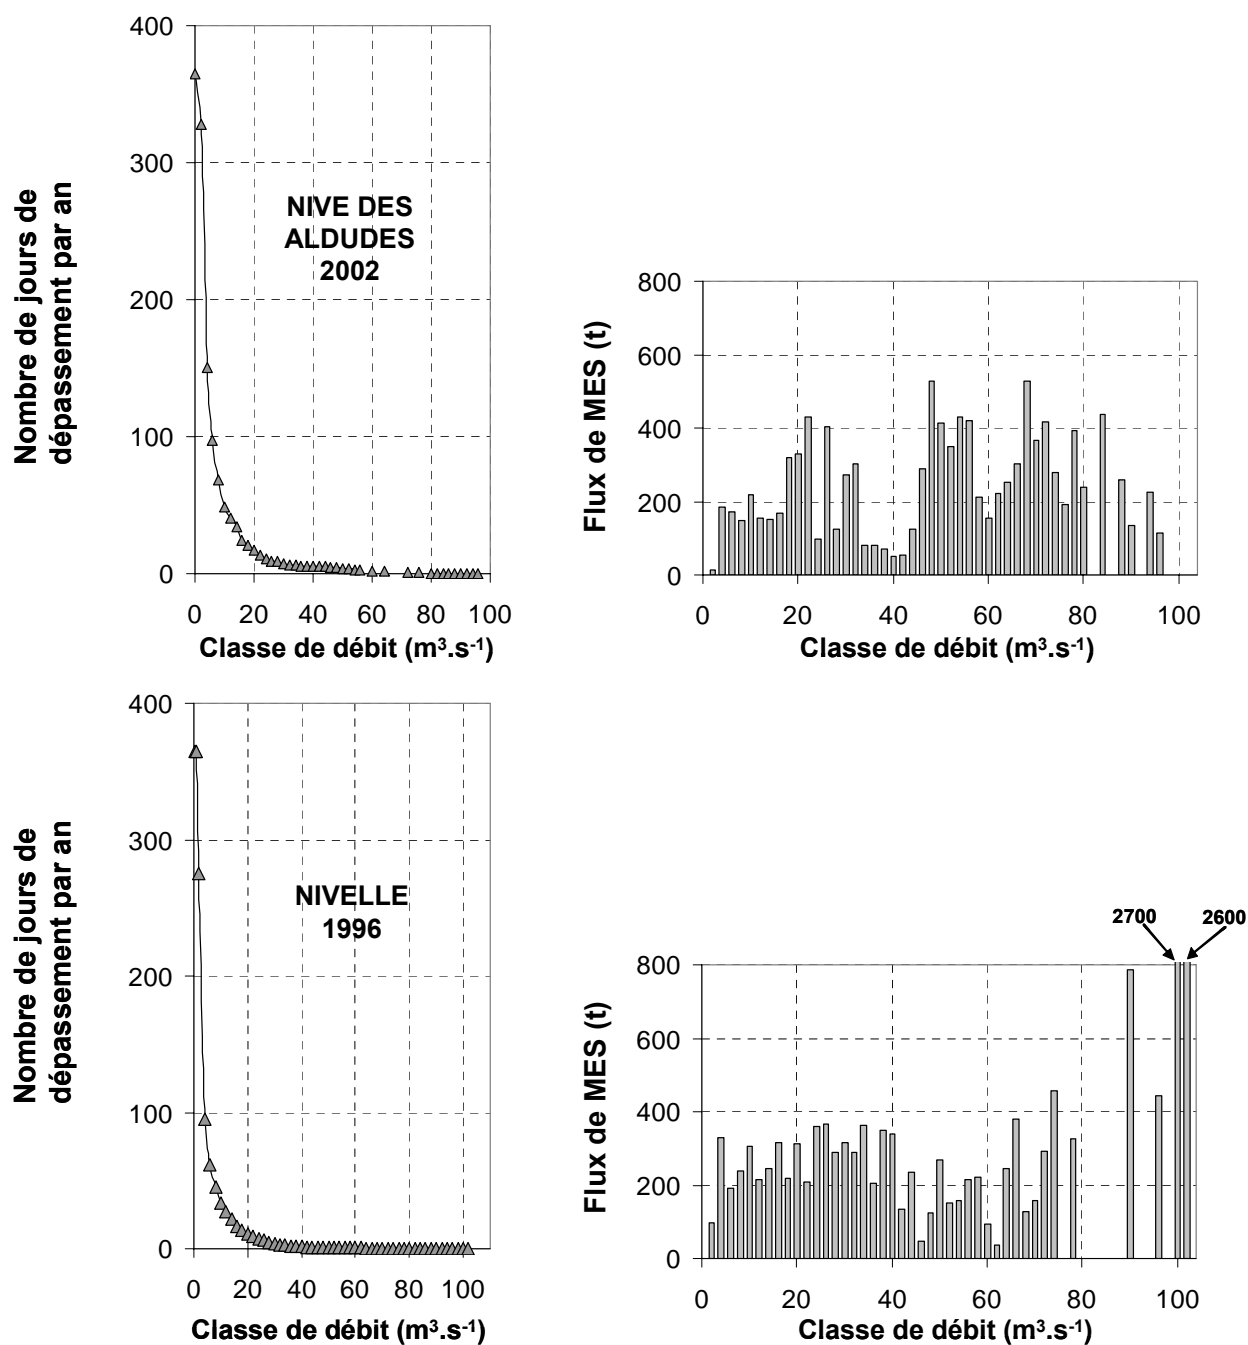 400
300
200
100
0
0 20 40 60 80 100
Nombre de jours de
dépassement par an
NIVE DES
ALDUDES
2002
Classe de débit (m³.s⁻¹)
800
600
400
200
0
0 20 40 60 80 100
Flux de MES (t)
Classe de débit (m³.s⁻¹)
400
300
200
100
0
0 20 40 60 80 100
Nombre de jours de
dépassement par an
NIVELLE
1996
Classe de débit (m³.s⁻¹)
2700 2600
800
600
400
200
0
0 20 40 60 80 100
Flux de MES (t)
Classe de débit (m³.s⁻¹)